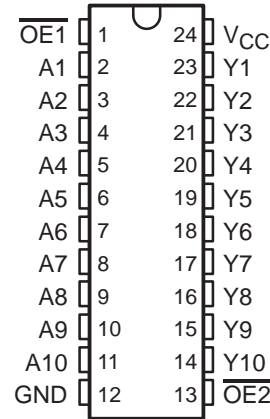 OE1 1 24 VCC
A1 2 23 Y1
A2 3 22 Y2
A3 4 21 Y3
A4 5 20 Y4
A5 6 19 Y5
A6 7 18 Y6
A7 8 17 Y7
A8 9 16 Y8
A9 10 15 Y9
A10 11 14 Y10
GND 12 13 OE2